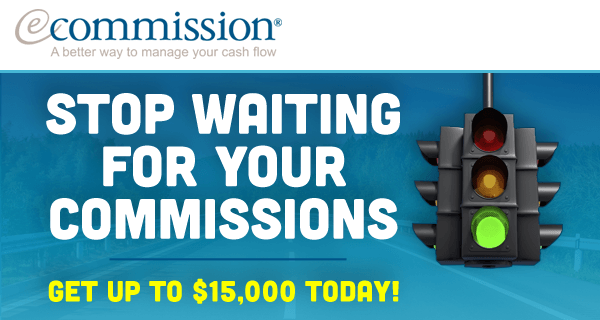 ecommission®
A better way to manage your cash flow
STOP WAITING
FOR YOUR
COMMISSIONS
GET UP TO $15,000 TODAY!